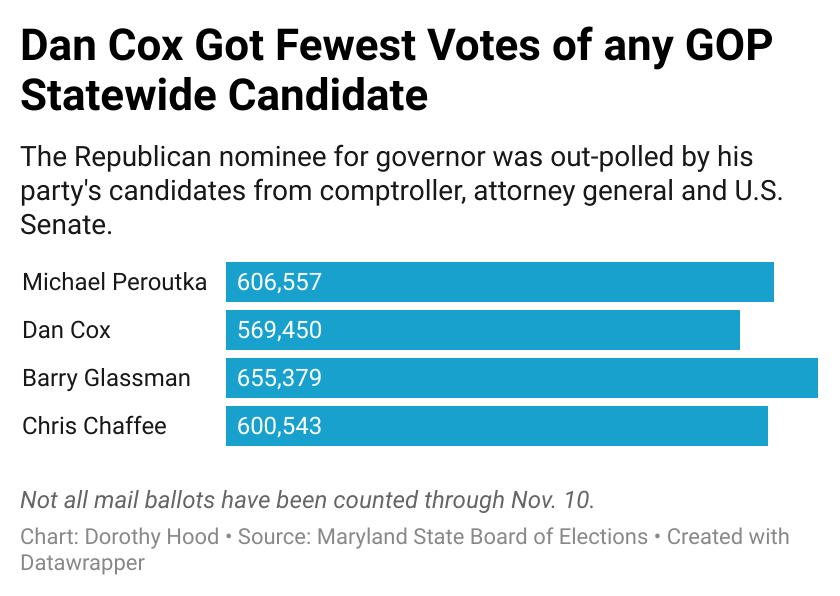 Dan Cox Got Fewest Votes of any GOP
Statewide Candidate
The Republican nominee for governor was out-polled by his
party's candidates from comptroller, attorney general and U.S.
Senate.
Michael Peroutka 606,557
Dan Cox 569,450
Barry Glassman 655,379
Chris Chaffee 600,543
Not all mail ballots have been counted through Nov. 10.
Chart: Dorothy Hood • Source: Maryland State Board of Elections • Created with
Datawrapper